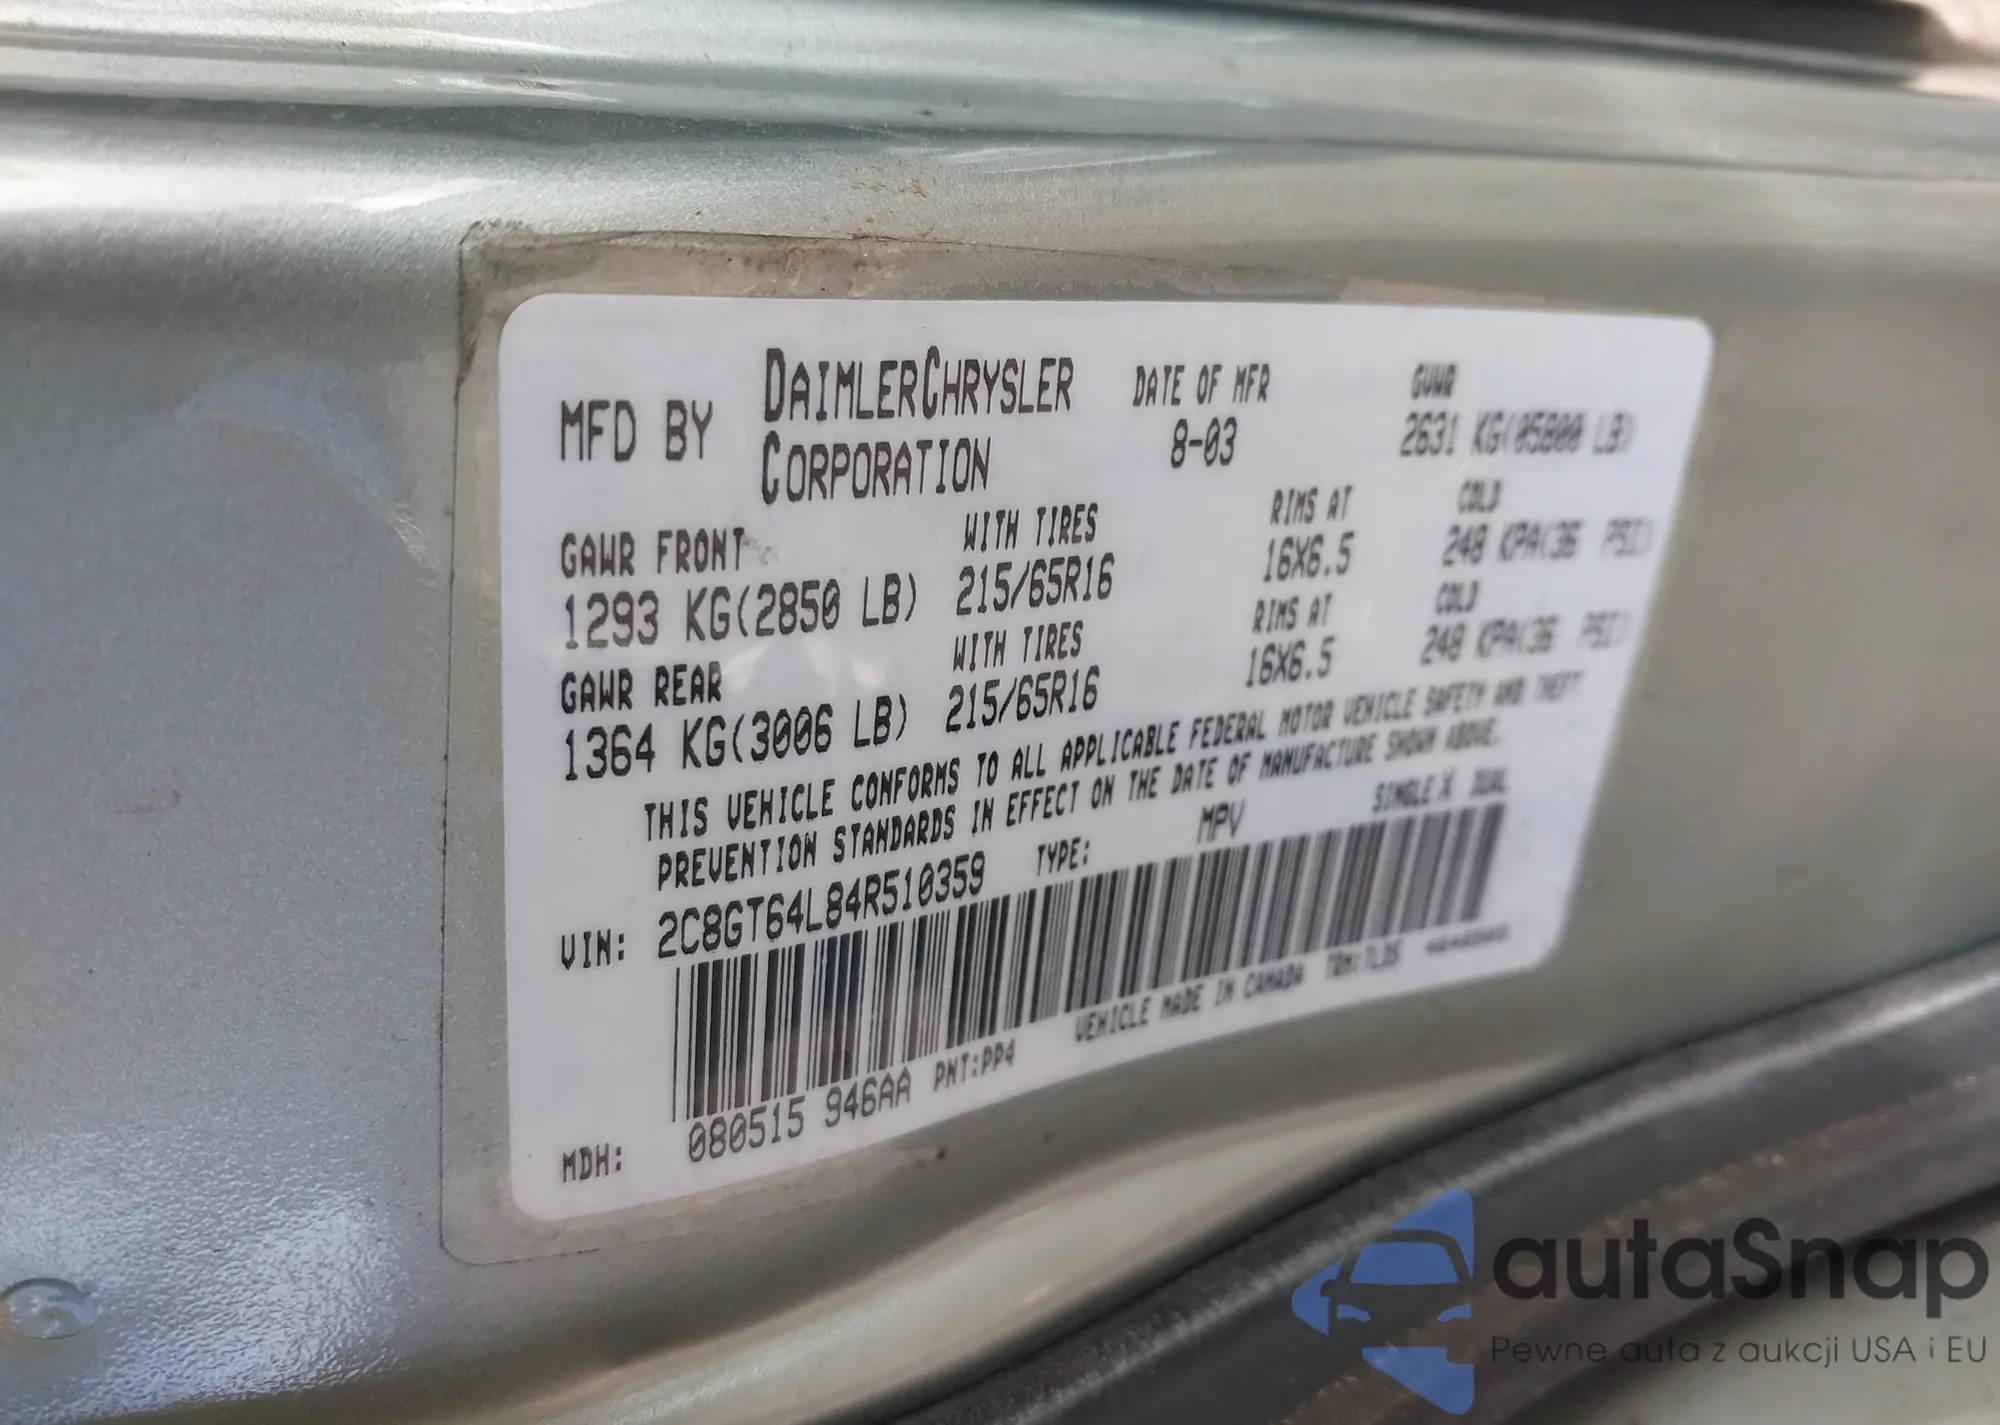 MFD BY DAIMLERCHRYSLER CORPORATION
DATE OF MFR
8-03
GVWR
2631 KG(05800 LB)
GAWR FRONT WITH TIRES RIMS AT COLD
1293 KG(2850 LB) 215/65R16 16X6.5 248 KPA(36 PSI)
GAWR REAR WITH TIRES RIMS AT COLD
1364 KG(3006 LB) 215/65R16 16X6.5 248 KPA(36 PSI)
THIS VEHICLE CONFORMS TO ALL APPLICABLE FEDERAL MOTOR VEHICLE SAFETY AND THEFT
PREVENTION STANDARDS IN EFFECT ON THE DATE OF MANUFACTURE SHOWN ABOVE.
VIN: 2C8GT64L84R510359 TYPE: MPV SINGLE X DUAL
VEHICLE MADE IN CANADA TRM:TLD5
MDH: 080515 946AA PNT:PP4
autaSnap
Pewne auta z aukcji USA i EU